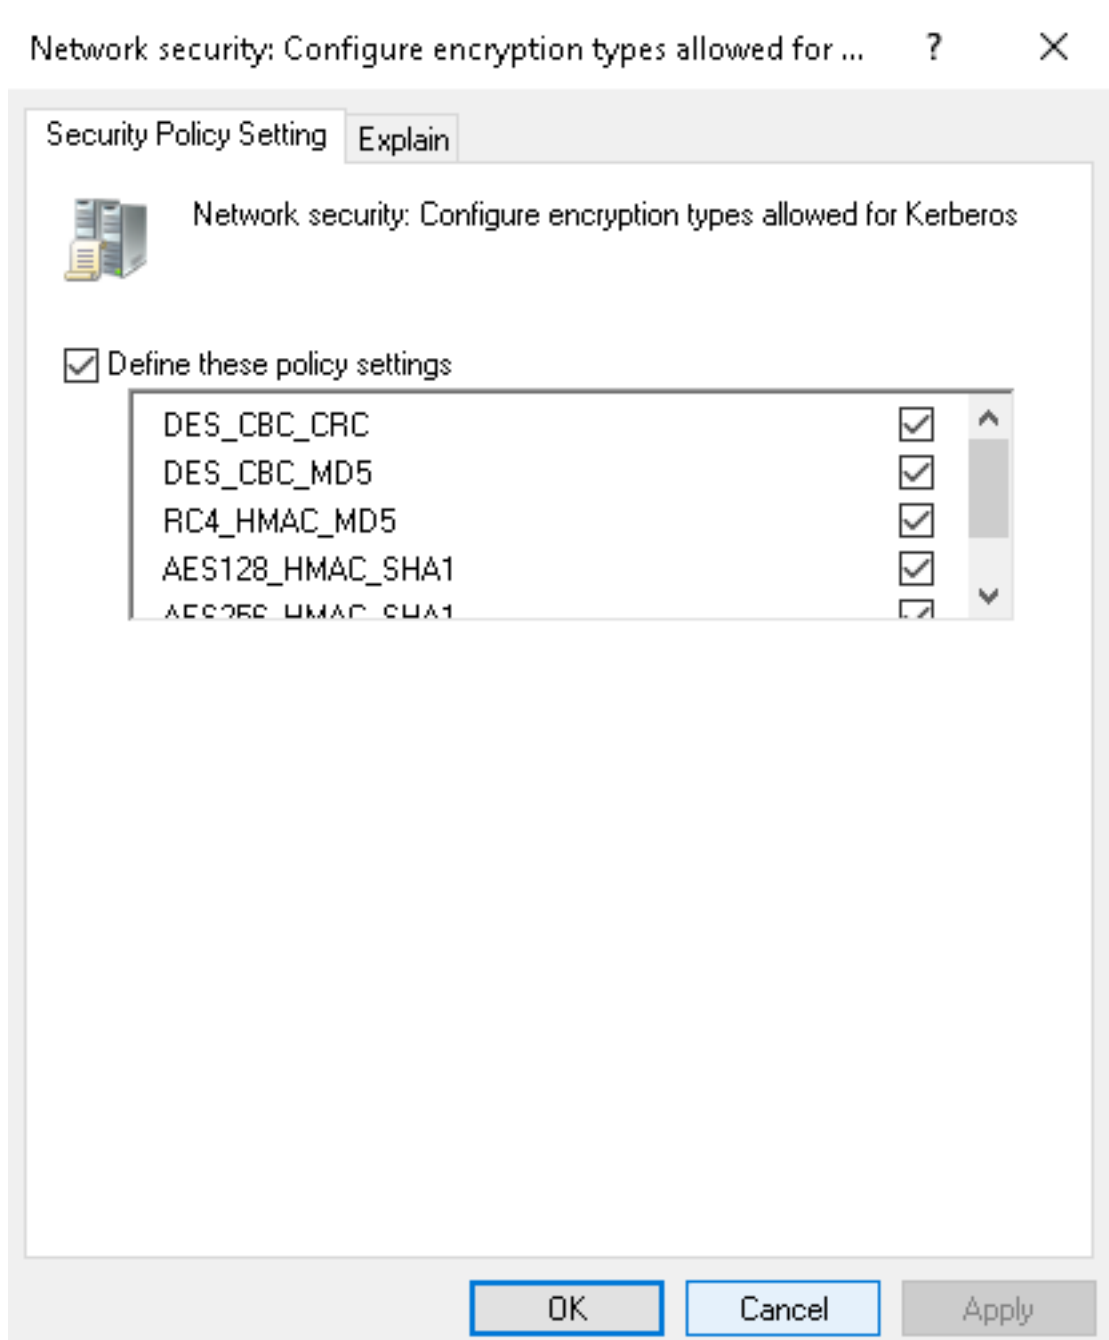 Network security: Configure encryption types allowed for ...
?
Security Policy Setting
Explain
Network security: Configure encryption types allowed for Kerberos
Define these policy settings
DES_CBC_CRC
DES_CBC_MD5
RC4_HMAC_MD5
AES128_HMAC_SHA1
AES256_HMAC_SHA1
OK
Cancel
Apply